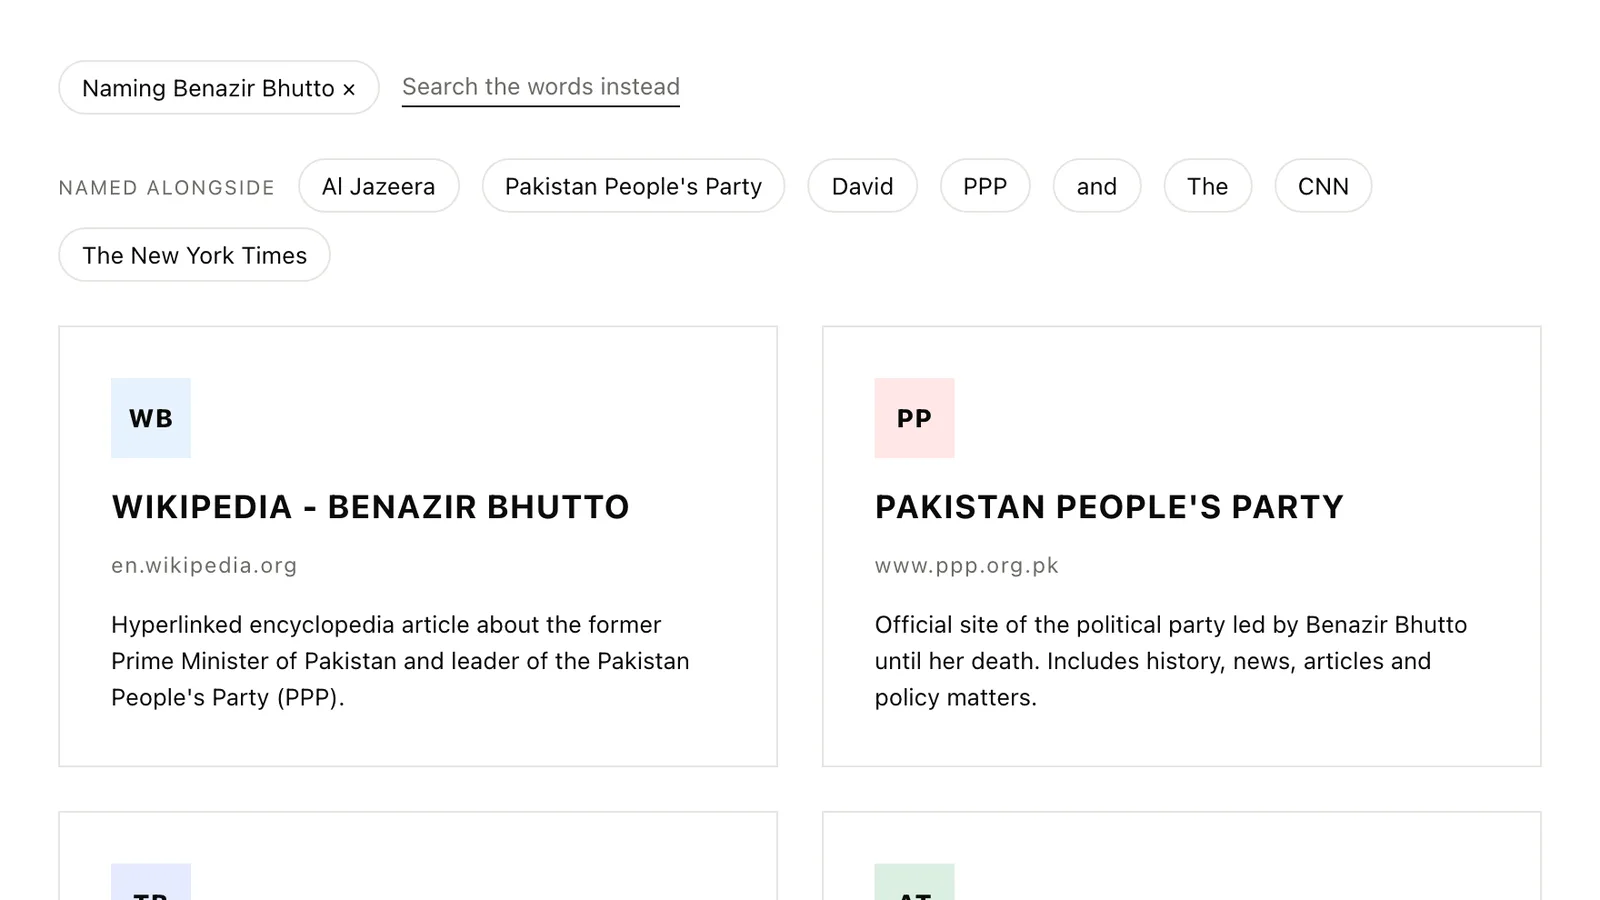 Naming Benazir Bhutto ×
Search the words instead
NAMED ALONGSIDE
Al Jazeera
Pakistan People's Party
David
PPP
and
The
CNN
The New York Times
WB
WIKIPEDIA - BENAZIR BHUTTO
en.wikipedia.org
Hyperlinked encyclopedia article about the former
Prime Minister of Pakistan and leader of the Pakistan
People's Party (PPP).
PP
PAKISTAN PEOPLE'S PARTY
www.ppp.org.pk
Official site of the political party led by Benazir Bhutto
until her death. Includes history, news, articles and
policy matters.